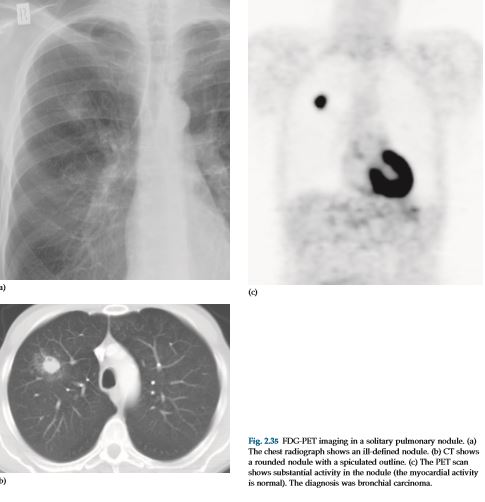 a)
(c)
b)
Fig. 2.35 FDG-PET imaging in a solitary pulmonary nodule. (a)
The chest radiograph shows an ill-defined nodule. (b) CT shows
a rounded nodule with a spiculated outline. (c) The PET scan
shows substantial activity in the nodule (the myocardial activity
is normal). The diagnosis was bronchial carcinoma.